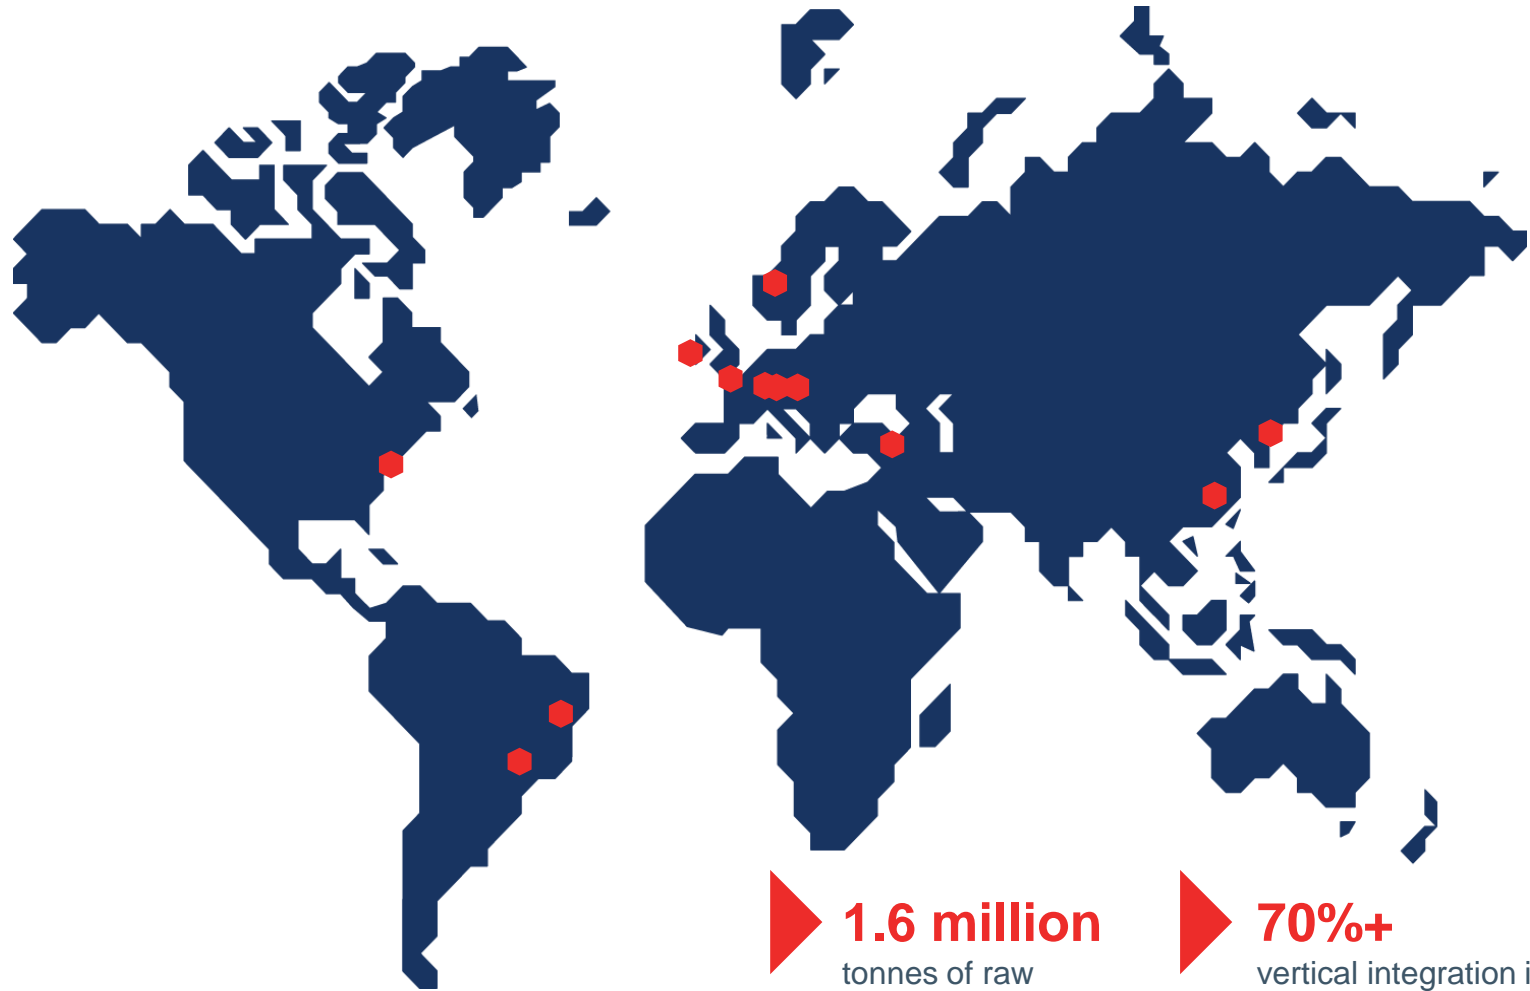 1.6 million
tonnes of raw
70%+
vertical integration i